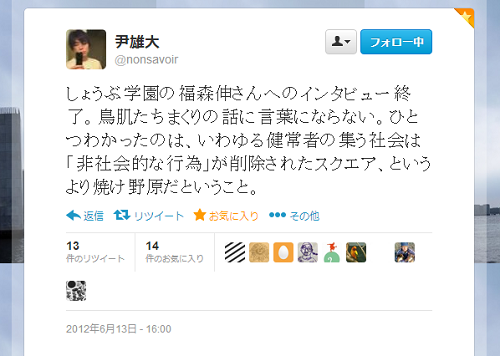 尹雄大
@nonsavoir
フォロー中
しょうぶ学園の福森伸さんへのインタビュー終
了。鳥肌たちまくりの話に言葉にならない。ひと
つわかったのは、いわゆる健常者の集う社会は
「非社会的な行為」が削除されたスクエア、という
より焼け野原だということ。
返信 リツイート お気に入り その他
13 14
件のリツイート 件のお気に入り
2012年6月13日 - 16:00